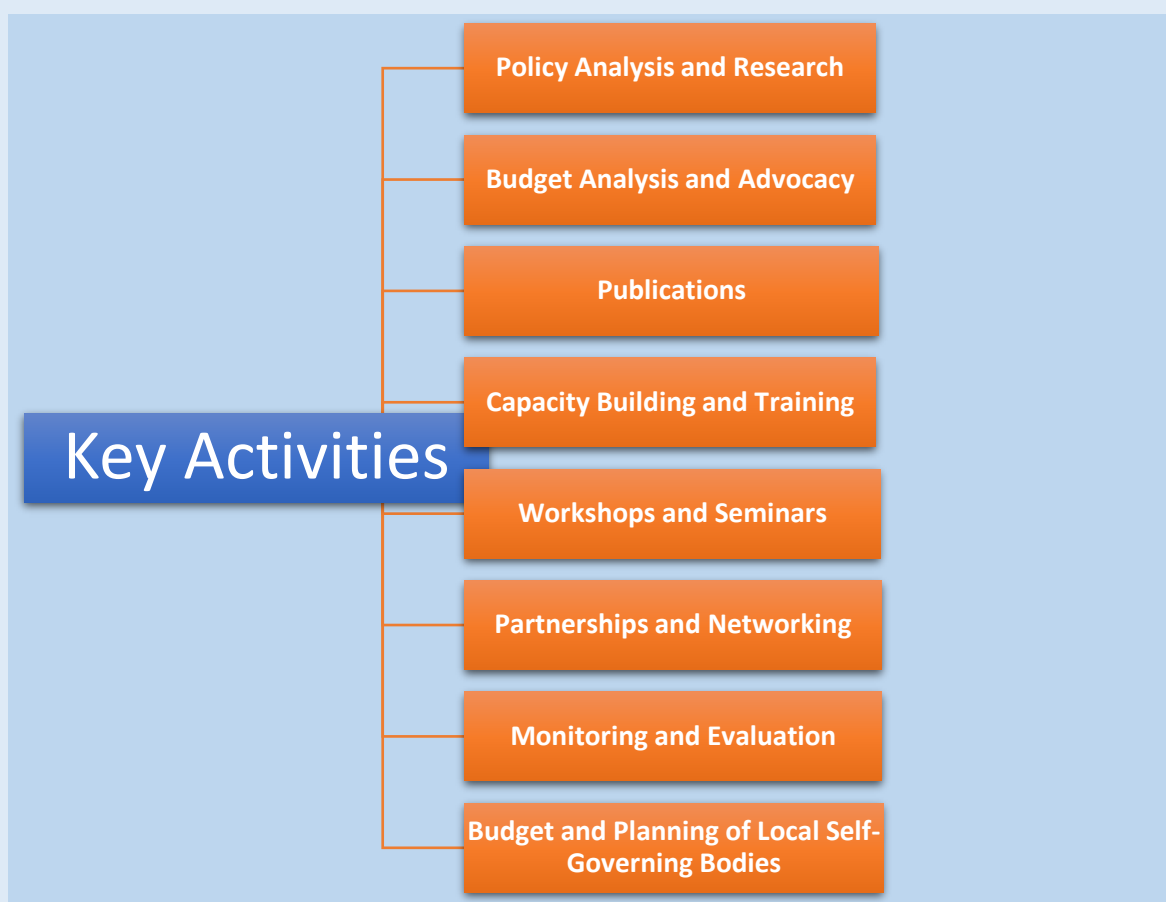 Policy Analysis and Research
Budget Analysis and Advocacy
Publications
Capacity Building and Training
Key Activities
Workshops and Seminars
Partnerships and Networking
Monitoring and Evaluation
Budget and Planning of Local Self-
Governing Bodies